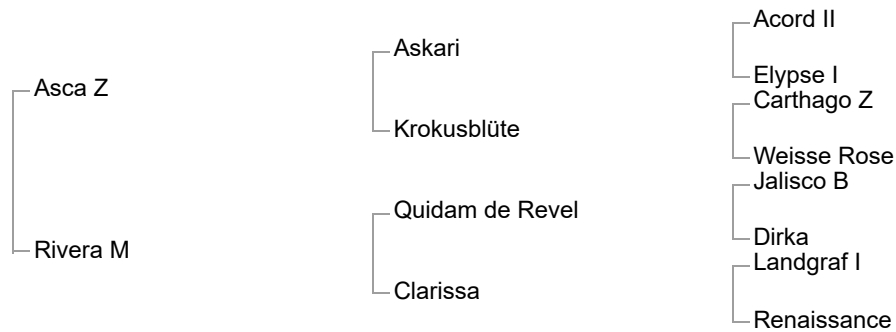 Acord II
Askari
Elypse I
Asca Z
Carthago Z
Krokusblüte
Weisse Rose
Jalisco B
Quidam de Revel
Dirka
Rivera M
Landgraf I
Clarissa
Renaissance